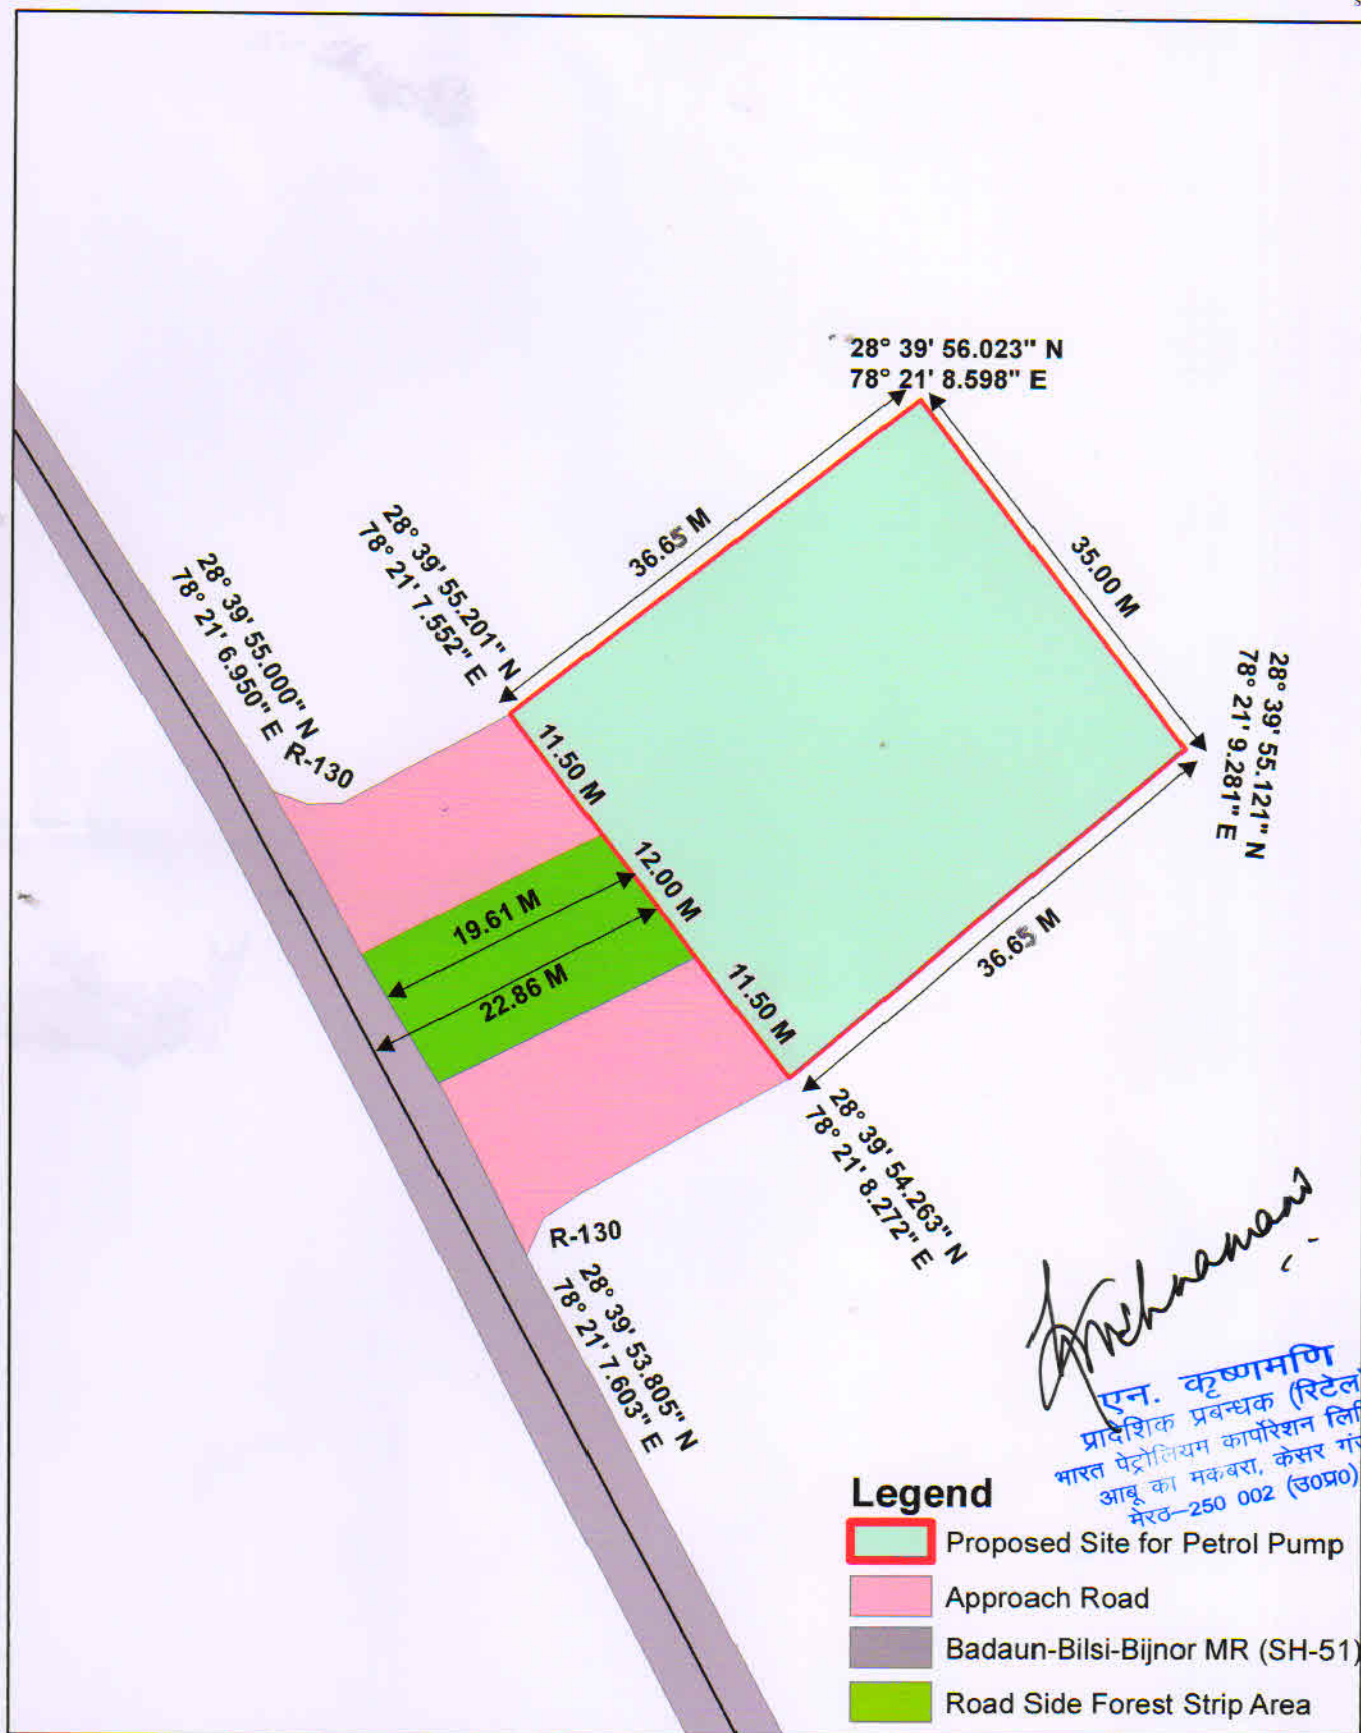 28° 39' 56.023" N
78° 21' 8.598" E
36.65 M
35.00 M
28° 39' 55.201" N
78° 21' 7.552" E
28° 39' 55.000" N
78° 21' 6.950" E
R-130
28° 39' 55.121" N
78° 21' 9.281" E
11.50 M
12.00 M
11.50 M
19.61 M
22.86 M
36.65 M
28° 39' 54.263" N
78° 21' 8.272" E
R-130
28° 39' 53.805" N
78° 21' 7.603" E
एन. कृष्णमणि
प्रादेशिक प्रबन्धक (रिटेल)
भारत पेट्रोलियम कार्पोरेशन
आबू का मकबरा, केसर
मेरठ-250 002 (उ0प्र0)
Legend
Proposed Site for Petrol Pump
Approach Road
Badaun-Bilsi-Bijnor MR (SH-51)
Road Side Forest Strip Area